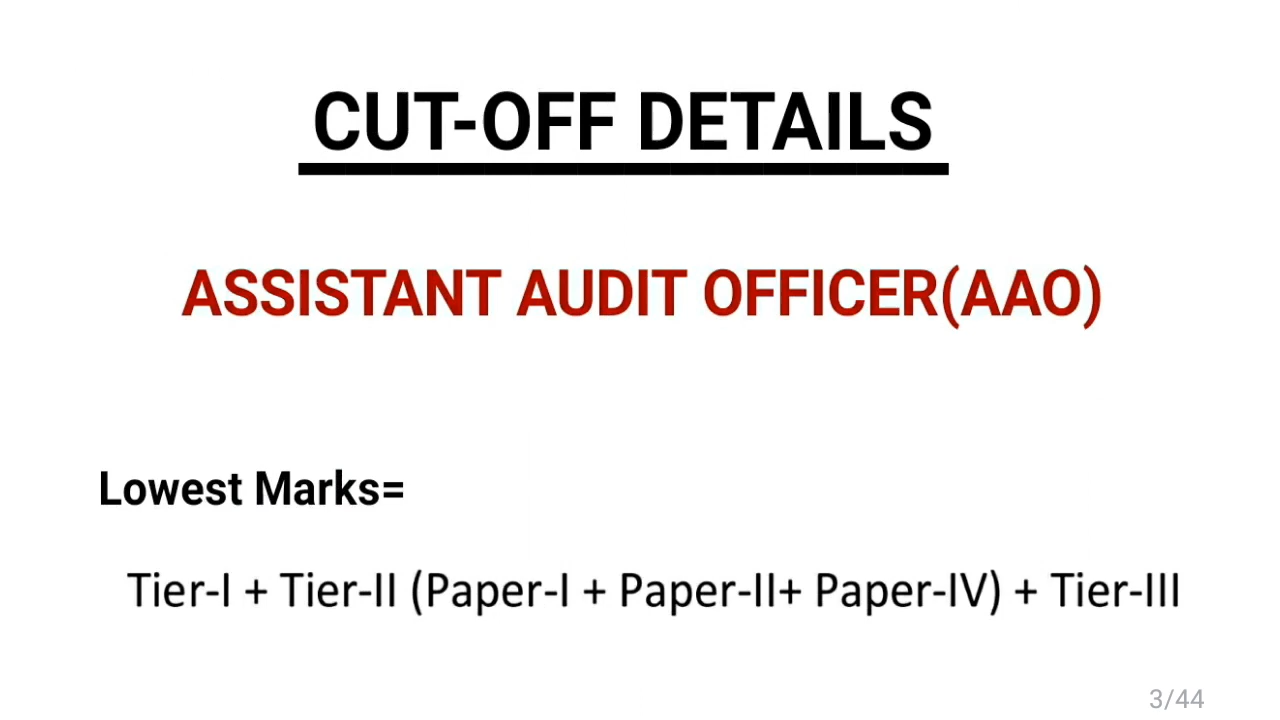 CUT-OFF DETAILS
ASSISTANT AUDIT OFFICER(AAO)
Lowest Marks=
Tier-I + Tier-II (Paper-I + Paper-II+ Paper-IV) + Tier-III
3/44